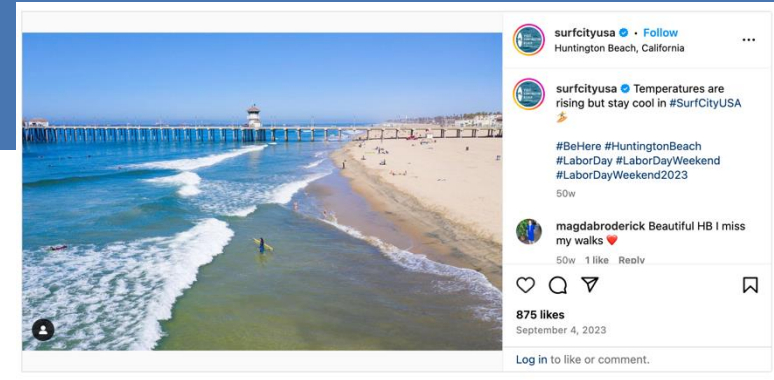 surfcityusa • Follow
Huntington Beach, California
surfcityusa Temperatures are
rising but stay cool in #SurfCityUSA
🏄
#BeHere #HuntingtonBeach
#LaborDay #LaborDayWeekend
#LaborDayWeekend2023
50w
magdabroderick Beautiful HB I miss
my walks ❤️
50w 1 like Reply
875 likes
September 4, 2023
Log in to like or comment.